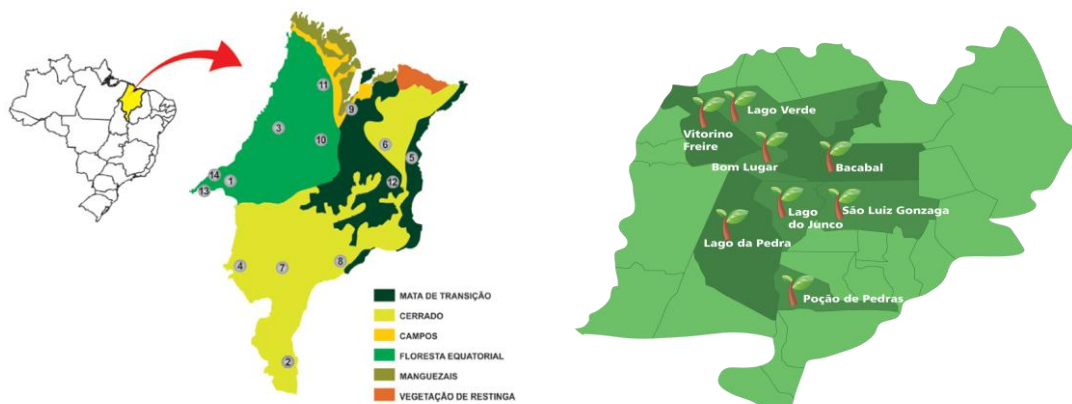 11
9
3
10
6
5
14
1
13
12
4
7
8
2
MATA DE TRANSIÇÃO
CERRADO
CAMPOS
FLORESTA EQUATORIAL
MANGUEZAIS
VEGETAÇÃO DE RESTINGA
Lago Verde
Vitorino
Freire
Bom Lugar
Bacabal
Lago
do Junco
São Luiz Gonzaga
Lago da Pedra
Poção de Pedras